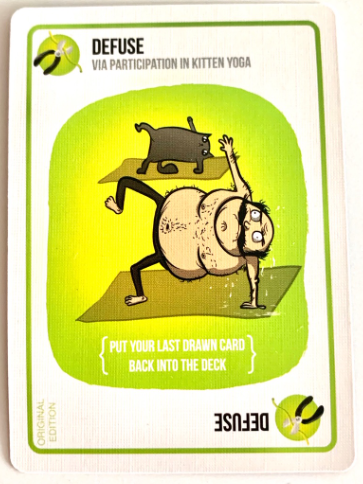 DEFUSE
VIA PARTICIPATION IN KITTEN YOGA
PUT YOUR LAST DRAWN CARD
BACK INTO THE DECK
ORIGINAL
EDITION
DEFUSE